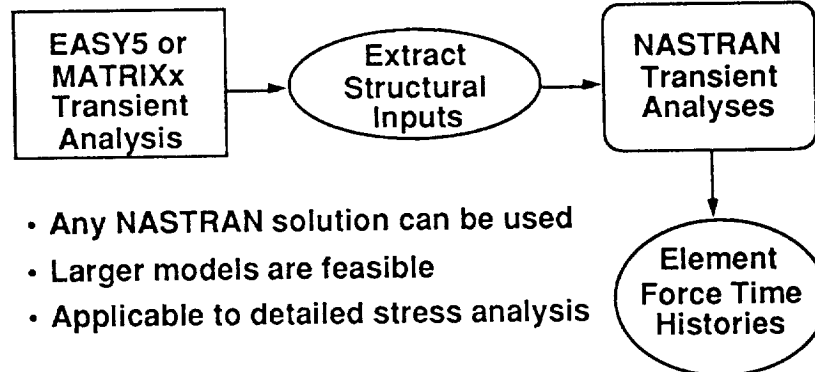 EASY5 or
MATRIXx
Transient
Analysis
Extract
Structural
Inputs
NASTRAN
Transient
Analyses
• Any NASTRAN solution can be used
• Larger models are feasible
• Applicable to detailed stress analysis
Element
Force Time
Histories